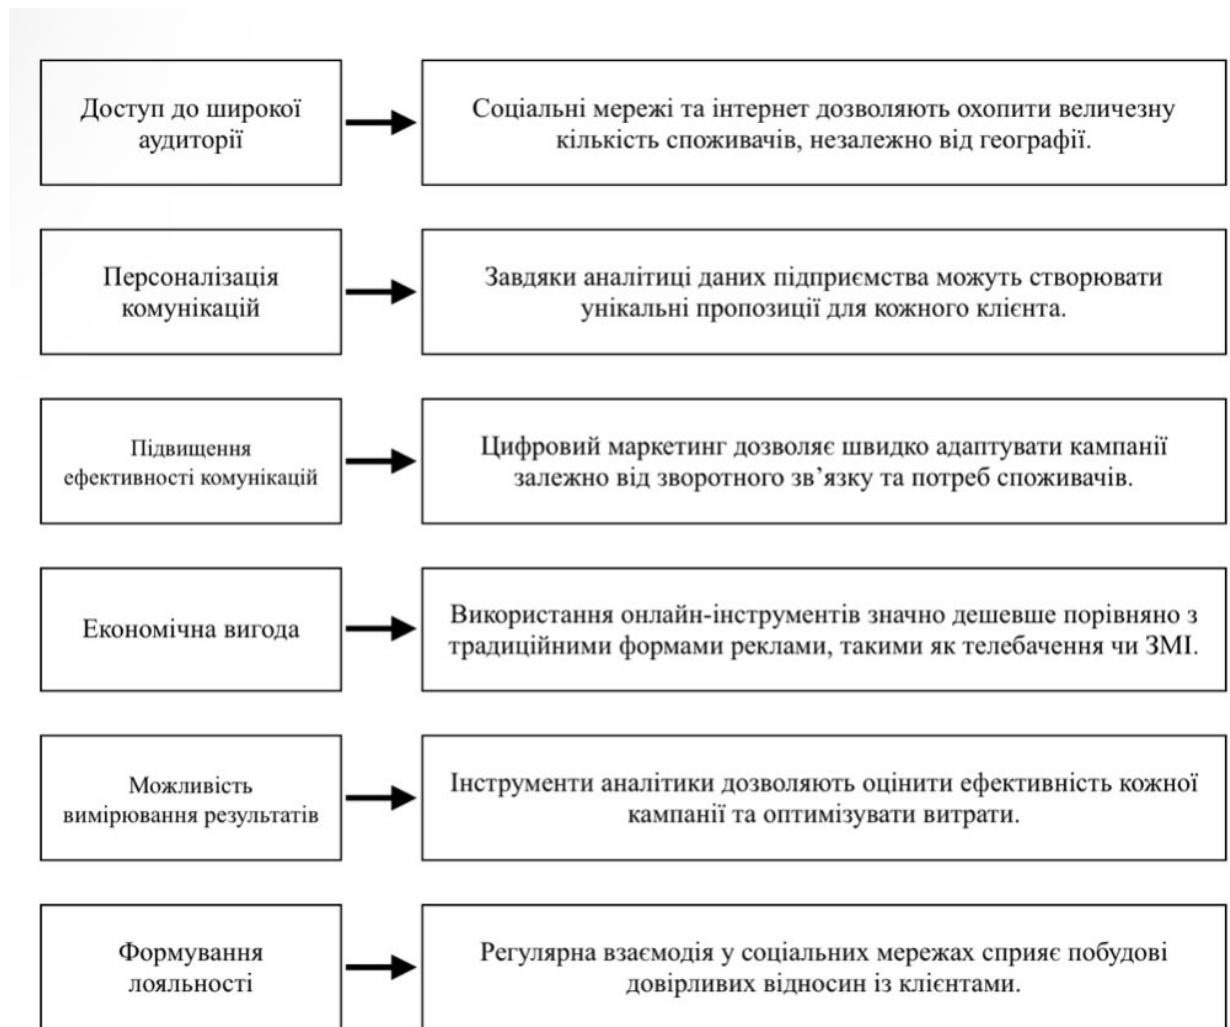 Доступ до широкої
аудиторії
Соціальні мережі та інтернет дозволяють охопити величезну
кількість споживачів, незалежно від географії.
Персоналізація
комунікацій
Завдяки аналітиці даних підприємства можуть створювати
унікальні пропозиції для кожного клієнта.
Підвищення
ефективності комунікацій
Цифровий маркетинг дозволяє швидко адаптувати кампанії
залежно від зворотного зв’язку та потреб споживачів.
Економічна вигода
Використання онлайн-інструментів значно дешевше порівняно з
традиційними формами реклами, такими як телебачення чи ЗМІ.
Можливість
вимірювання результатів
Інструменти аналітики дозволяють оцінити ефективність кожної
кампанії та оптимізувати витрати.
Формування
лояльності
Регулярна взаємодія у соціальних мережах сприяє побудові
довірливих відносин із клієнтами.